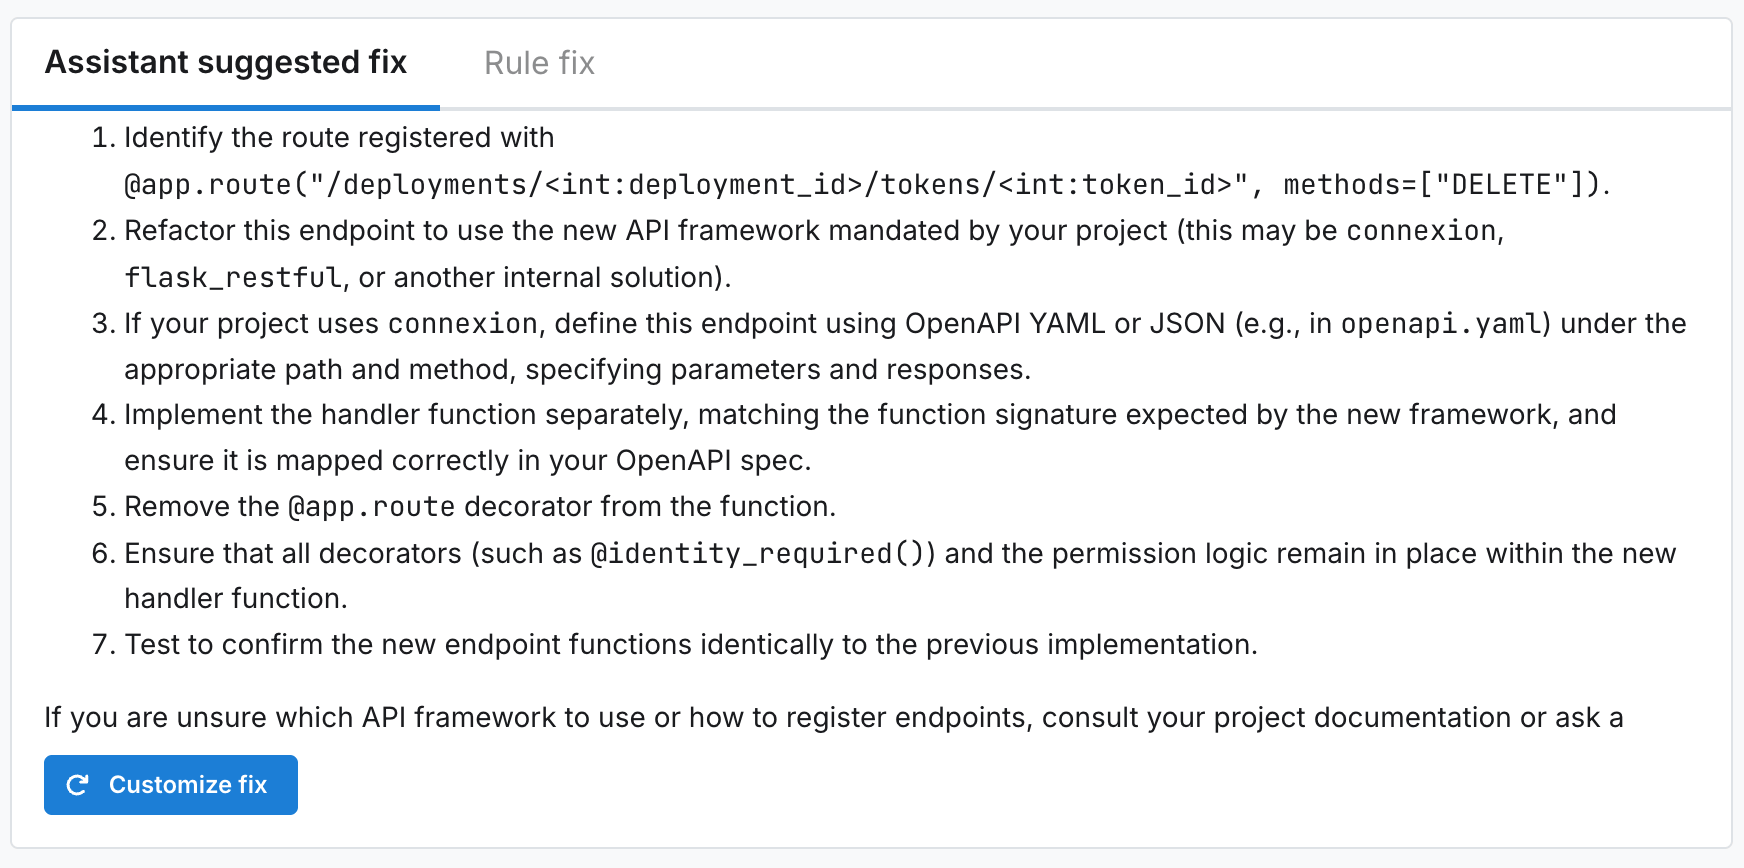 Assistant suggested fix
Rule fix
1. Identify the route registered with
@app.route("/deployments/<int:deployment_id>/tokens/<int:token_id>", methods=["DELETE"]).
2. Refactor this endpoint to use the new API framework mandated by your project (this may be connexion,
flask_restful, or another internal solution).
3. If your project uses connexion, define this endpoint using OpenAPI YAML or JSON (e.g., in openapi.yaml) under the
appropriate path and method, specifying parameters and responses.
4. Implement the handler function separately, matching the function signature expected by the new framework, and
ensure it is mapped correctly in your OpenAPI spec.
5. Remove the @app.route decorator from the function.
6. Ensure that all decorators (such as @identity_required()) and the permission logic remain in place within the new
handler function.
7. Test to confirm the new endpoint functions identically to the previous implementation.
If you are unsure which API framework to use or how to register endpoints, consult your project documentation or ask a
Customize fix